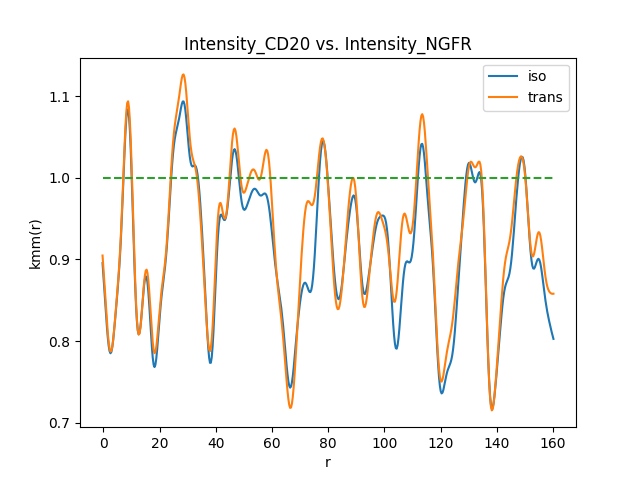 Intensity_CD20 vs. Intensity_NGFR
iso
trans
kmm(r)
1.1
1.0
0.9
0.8
0.7
0 20 40 60 80 100 120 140 160
r